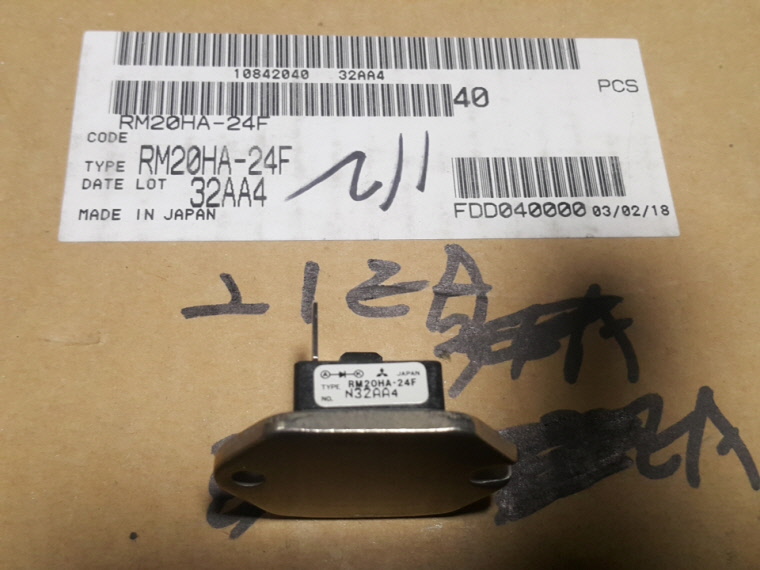 10842040 32AA4
40
PCS
RM20HA-24F
CODE
TYPE RM20HA-24F
DATE LOT 32AA4
MADE IN JAPAN
FDD040000 03/02/18
A K JAPAN
TYPE RM20HA-24F
NO. N32AA4